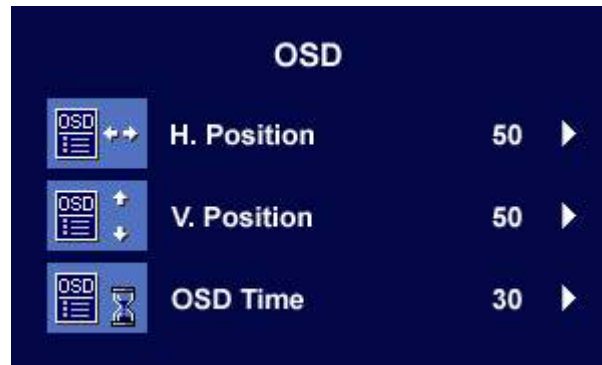 OSD
OSD H. Position 50
OSD V. Position 50
OSD OSD Time 30